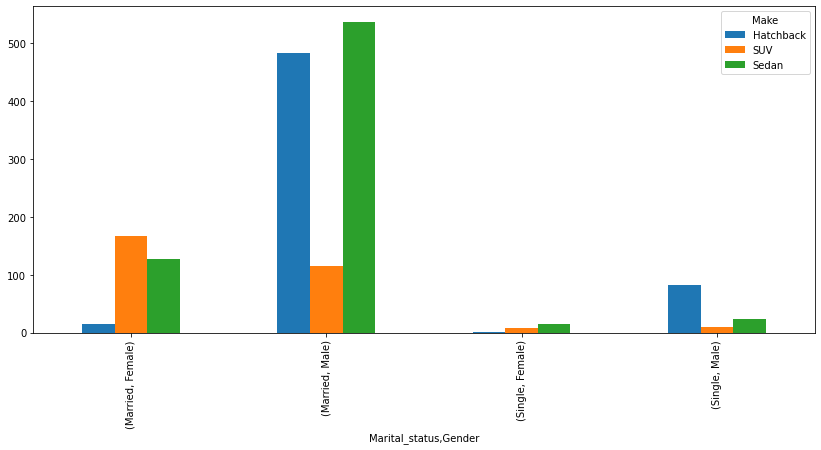 Make
Hatchback
SUV
Sedan
500
400
300
200
100
0
(Married, Female)
(Married, Male)
(Single, Female)
(Single, Male)
Marital_status,Gender